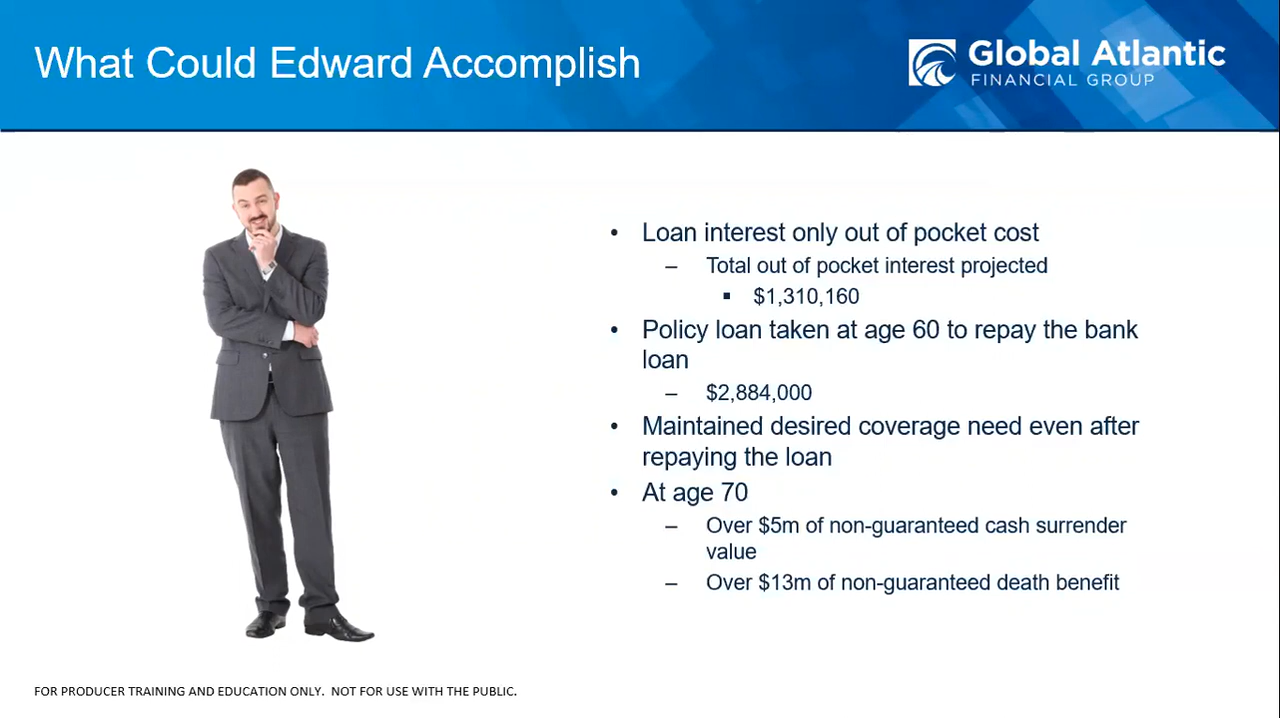 What Could Edward Accomplish
Global Atlantic
FINANCIAL GROUP
• Loan interest only out of pocket cost
– Total out of pocket interest projected
▪ $1,310,160
• Policy loan taken at age 60 to repay the bank
loan
– $2,884,000
• Maintained desired coverage need even after
repaying the loan
• At age 70
– Over $5m of non-guaranteed cash surrender
value
– Over $13m of non-guaranteed death benefit
FOR PRODUCER TRAINING AND EDUCATION ONLY.  NOT FOR USE WITH THE PUBLIC.